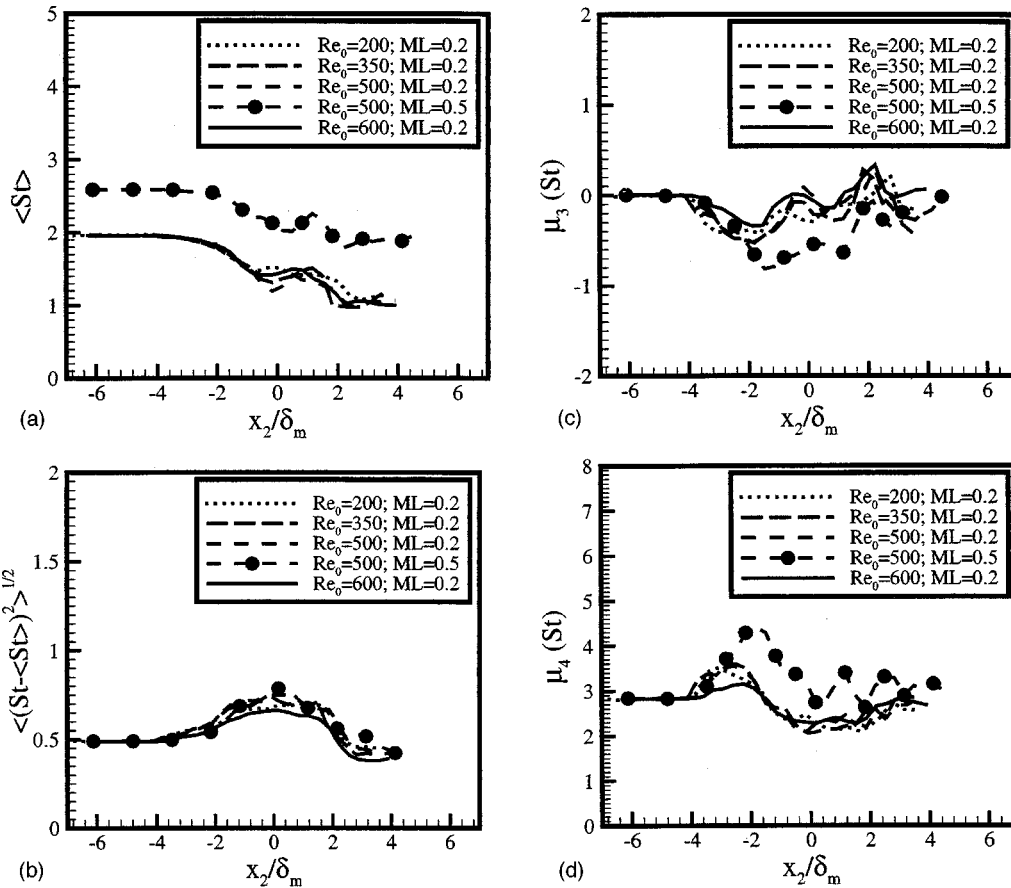 5
4
3
2
1
0
<St>
Re₀=200; ML=0.2
Re₀=350; ML=0.2
Re₀=500; ML=0.2
Re₀=500; ML=0.5
Re₀=600; ML=0.2
-6 -4 -2 0 2 4 6
(a)
x₂/δₘ
2
1
0
-1
-2
μ₃ (St)
Re₀=200; ML=0.2
Re₀=350; ML=0.2
Re₀=500; ML=0.2
Re₀=500; ML=0.5
Re₀=600; ML=0.2
-6 -4 -2 0 2 4 6
(c)
x₂/δₘ
2
1.5
1
0.5
0
<(St-<St>)²>^1/2
Re₀=200; ML=0.2
Re₀=350; ML=0.2
Re₀=500; ML=0.2
Re₀=500; ML=0.5
Re₀=600; ML=0.2
-6 -4 -2 0 2 4 6
(b)
x₂/δₘ
8
7
6
5
4
3
2
1
0
μ₄ (St)
Re₀=200; ML=0.2
Re₀=350; ML=0.2
Re₀=500; ML=0.2
Re₀=500; ML=0.5
Re₀=600; ML=0.2
-6 -4 -2 0 2 4 6
(d)
x₂/δₘ